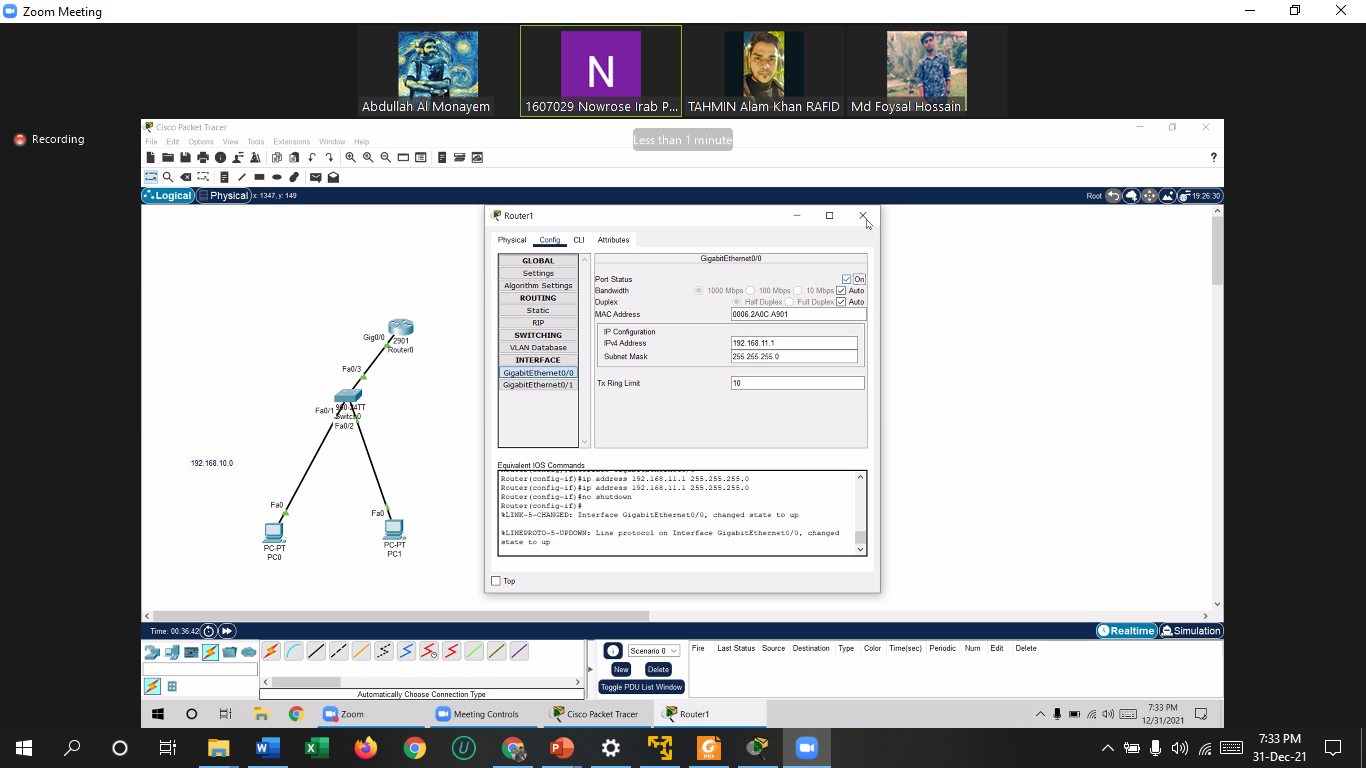 Zoom Meeting
Abdullah Al Monayem
1607029 Nowrose Irab P...
TAHMIN Alam Khan RAFID
Md Foysal Hossain
Recording
Cisco Packet Tracer
Less than 1 minute
File Edit Options View Tools Extensions Window Help
Logical Physical x: 1347, y: 149
Root 19:26:30
Router1
Physical Config CLI Attributes
GLOBAL
Settings
Algorithm Settings
ROUTING
Static
RIP
SWITCHING
VLAN Database
INTERFACE
GigabitEthernet0/0
GigabitEthernet0/1
GigabitEthernet0/0
Port Status On
Bandwidth 1000 Mbps 100 Mbps 10 Mbps Auto
Duplex Half Duplex Full Duplex Auto
MAC Address 0006.2A0C.A901
IP Configuration
IPv4 Address 192.168.11.1
Subnet Mask 255.255.255.0
Tx Ring Limit 10
Equivalent IOS Commands
Router(config-if)#ip address 192.168.11.1 255.255.255.0
Router(config-if)#ip address 192.168.11.1 255.255.255.0
Router(config-if)#no shutdown
Router(config-if)#
%LINK-5-CHANGED: Interface GigabitEthernet0/0, changed state to up
%LINEPROTO-5-UPDOWN: Line protocol on Interface GigabitEthernet0/0, changed
state to up
Top
Gig0/0
2901
Router0
Fa0/3
Fa0/1
Switch0
Fa0/2
192.168.10.0
Fa0
PC-PT
PC0
Fa0
PC-PT
PC1
Time: 00:36:42
Realtime Simulation
Scenario 0
New Delete
Toggle PDU List Window
Fire Last Status Source Destination Type Color Time(sec) Periodic Num Edit Delete
Automatically Choose Connection Type
Zoom
Meeting Controls
Cisco Packet Tracer
Router1
7:33 PM
12/31/2021
7:33 PM
31-Dec-21